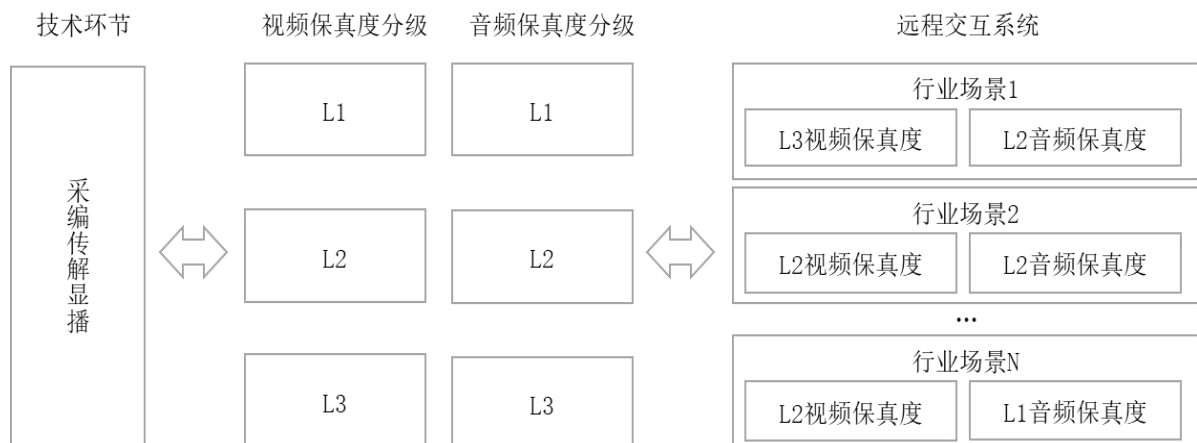 技术环节
视频保真度分级
音频保真度分级
远程交互系统
采编传解显播
L1
L1
行业场景1
L3视频保真度
L2音频保真度
L2
L2
行业场景2
L2视频保真度
L2音频保真度
...
L3
L3
行业场景N
L2视频保真度
L1音频保真度